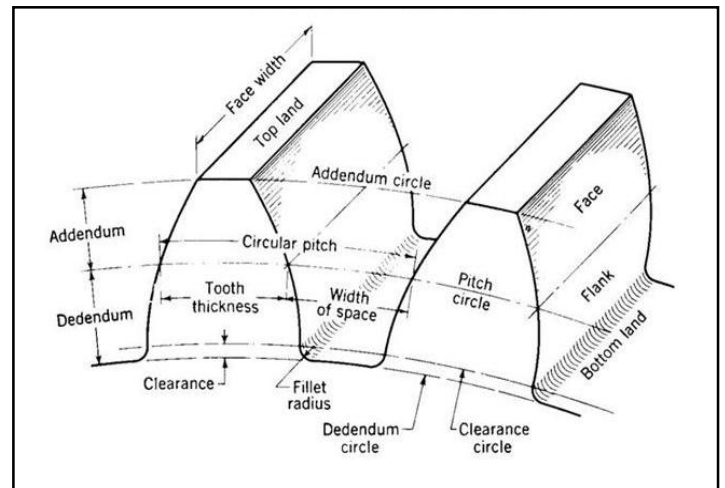 Face width
Top land
Addendum circle
Addendum
Circular pitch
Face
Tooth
thickness
Width
of space
Pitch
circle
Flank
Dedendum
Bottom land
Clearance
Fillet
radius
Dedendum
circle
Clearance
circle